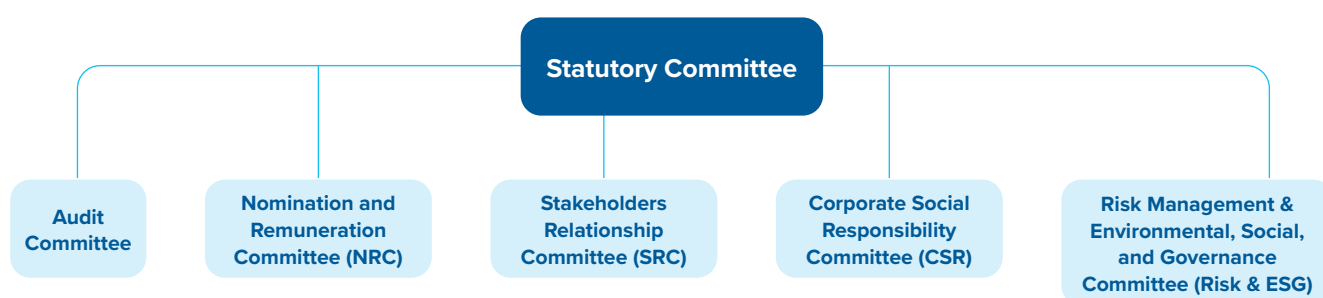 Statutory Committee
Audit
Committee
Nomination and
Remuneration
Committee (NRC)
Stakeholders
Relationship
Committee (SRC)
Corporate Social
Responsibility
Committee (CSR)
Risk Management &
Environmental, Social,
and Governance
Committee (Risk & ESG)